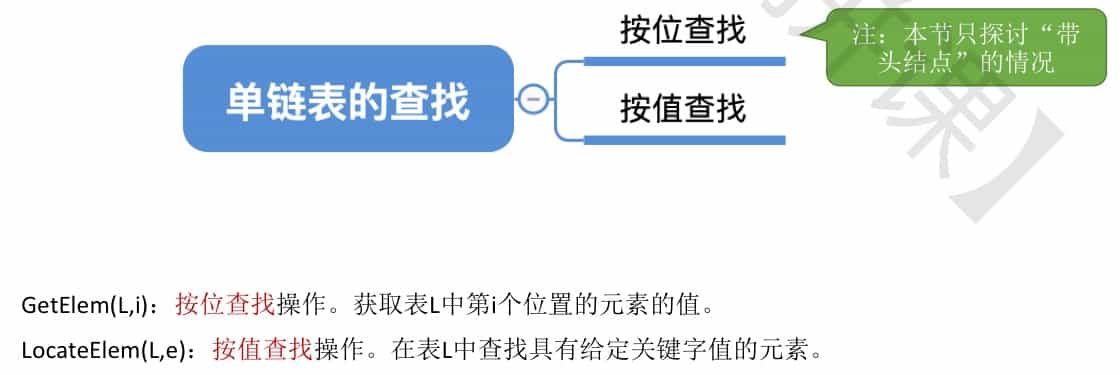 按位查找
注：本节只探讨“带
头结点”的情况
单链表的查找
按值查找
课】
GetElem(L,i)：按位查找操作。获取表L中第i个位置的元素的值。
LocateElem(L,e)：按值查找操作。在表L中查找具有给定关键字值的元素。